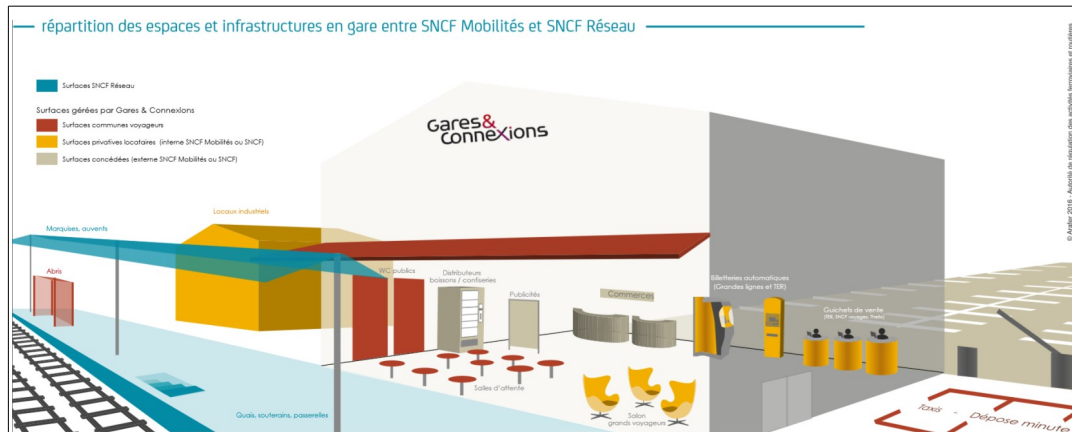 répartition des espaces et infrastructures en gare entre SNCF Mobilités et SNCF Réseau
Surfaces SNCF Réseau
Surfaces gérées par Gares & Connexions
Surfaces communes voyageurs
Surfaces privatives locataires (interne SNCF Mobilités ou SNCF)
Surfaces concédées (externe SNCF Mobilités ou SNCF)
Gares&
Connexions
Locaux industriels
Marquises, auvents
Abris
WC publics
Distributeurs
boissons / confiseries
Publicités
Commerces
Billetteries automatiques
(Grandes lignes et TER)
Guichets de vente
(TER, SNCF voyages, Thello)
Salles d'attente
Salon
grands voyageurs
Quais, souterrains, passerelles
Taxis - Dépose minute
© Arafer 2016 - Autorité de régulation des activités ferroviaires et routières